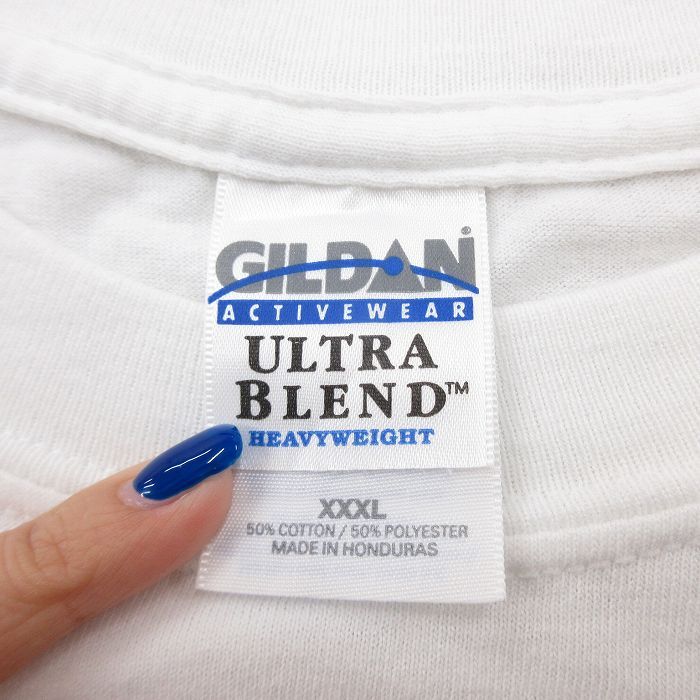 GILDAN®
ACTIVEWEAR
ULTRA
BLEND™
HEAVYWEIGHT
XXXL
50% COTTON / 50% POLYESTER
MADE IN HONDURAS